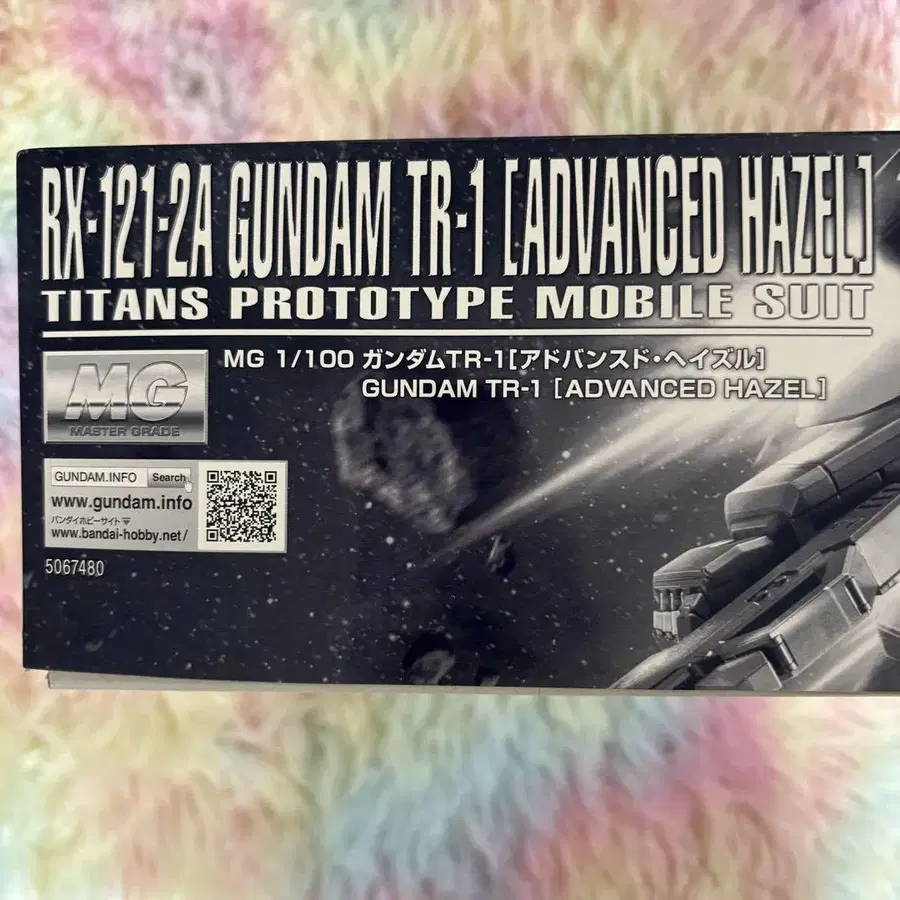 RX-121-2A GUNDAM TR-1 [ADVANCED HAZEL]
TITANS PROTOTYPE MOBILE SUIT
MG 1/100 ガンダムTR-1[アドバンスド・ヘイズル]
GUNDAM TR-1 [ADVANCED HAZEL]
MG
MASTER GRADE
GUNDAM.INFO Search
www.gundam.info
バンダイホビーサイト▼
www.bandai-hobby.net/
5067480